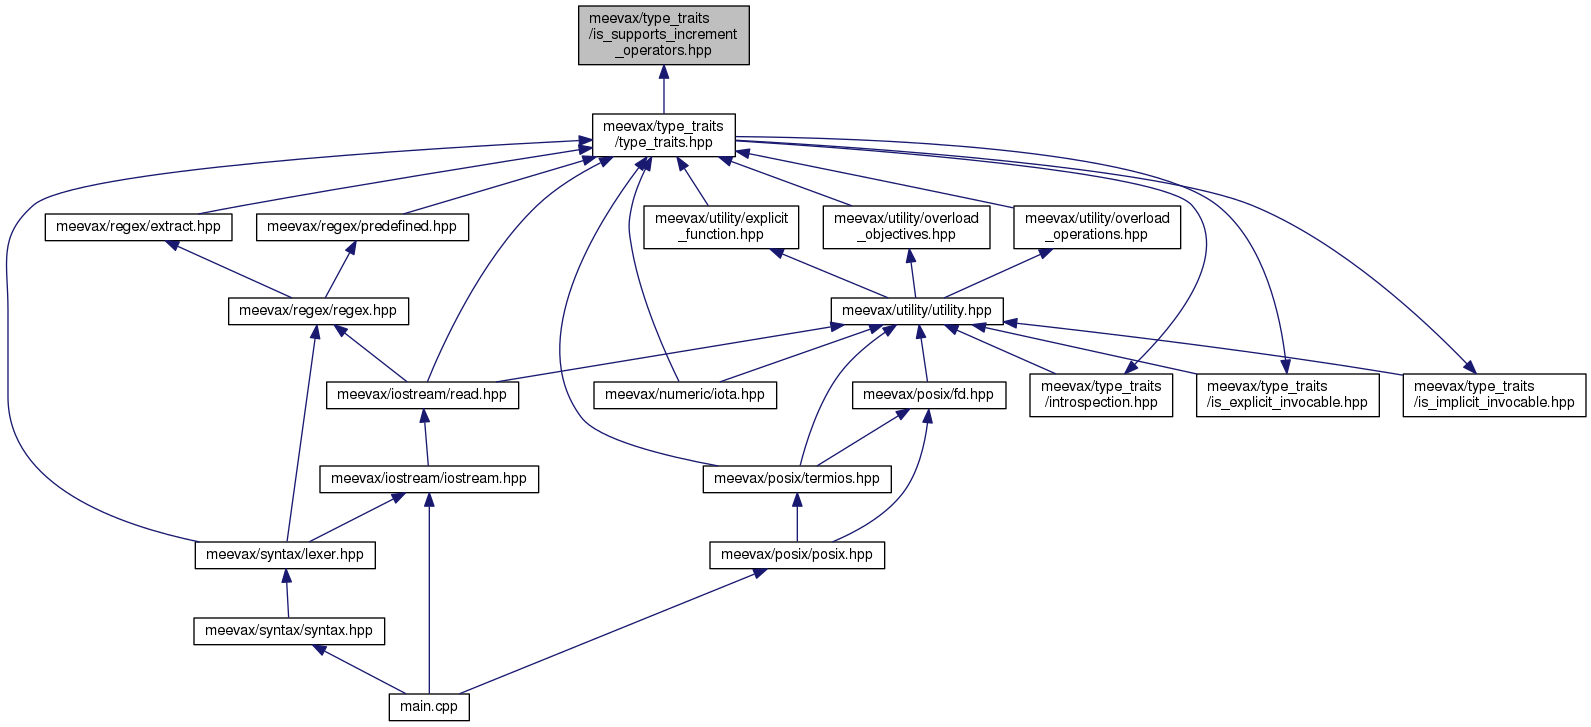 meevax/type_traits
/is_supports_increment
_operators.hpp
meevax/type_traits
/type_traits.hpp
meevax/regex/extract.hpp
meevax/regex/predefined.hpp
meevax/utility/explicit
_function.hpp
meevax/utility/overload
_objectives.hpp
meevax/utility/overload
_operations.hpp
meevax/regex/regex.hpp
meevax/utility/utility.hpp
meevax/iostream/read.hpp
meevax/numeric/iota.hpp
meevax/posix/fd.hpp
meevax/type_traits
/introspection.hpp
meevax/type_traits
/is_explicit_invocable.hpp
meevax/type_traits
/is_implicit_invocable.hpp
meevax/iostream/iostream.hpp
meevax/posix/termios.hpp
meevax/syntax/lexer.hpp
meevax/posix/posix.hpp
meevax/syntax/syntax.hpp
main.cpp